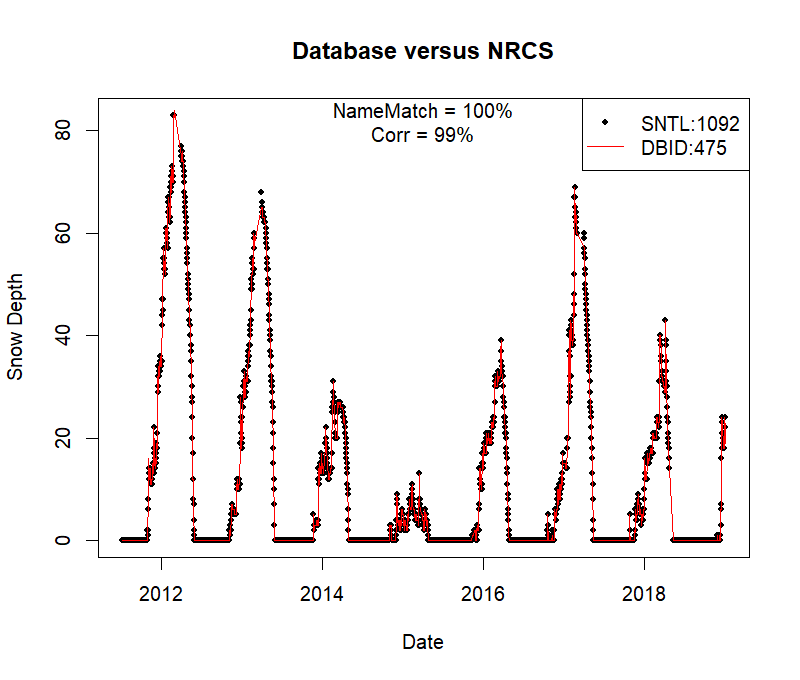 Database versus NRCS
NameMatch = 100%
Corr = 99%
SNTL:1092
DBID:475
80
60
40
20
0
Snow Depth
2012
2014
2016
2018
Date